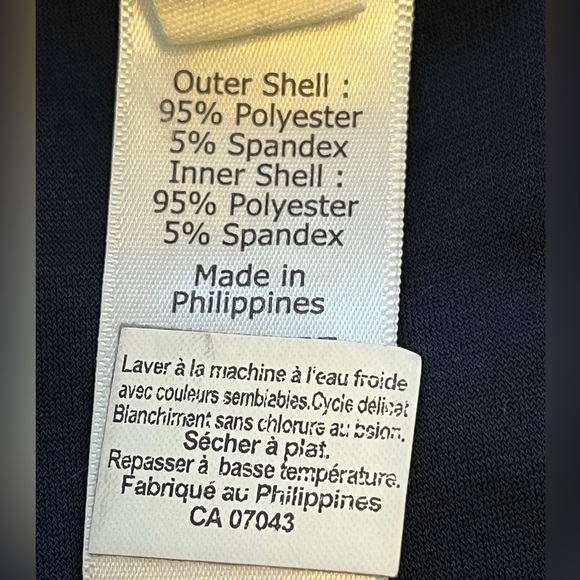 Outer Shell :
95% Polyester
5% Spandex
Inner Shell :
95% Polyester
5% Spandex
Made in
Philippines
Laver à la machine à l'eau froide
avec couleurs semblables. Cycle délicat
Blanchiment sans chlorure au besion.
Sécher à plat.
Repasser à basse température.
Fabriqué au Philippines
CA 07043